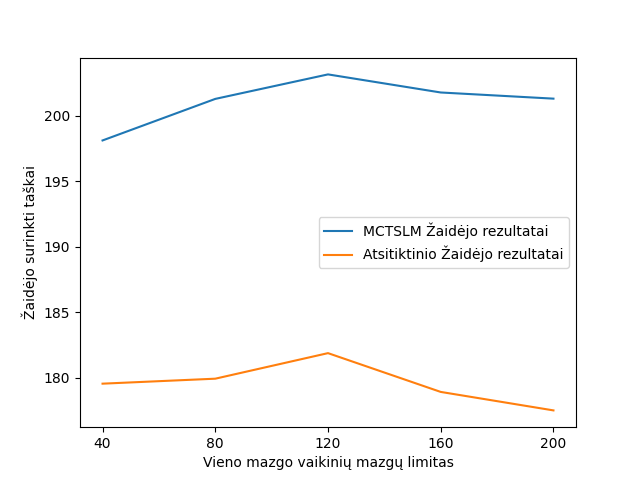 Žaidėjo surinkti taškai
200
195
190
185
180
MCTSLM Žaidėjo rezultatai
Atsitiktinio Žaidėjo rezultatai
40 80 120 160 200
Vieno mazgo vaikinių mazgų limitas